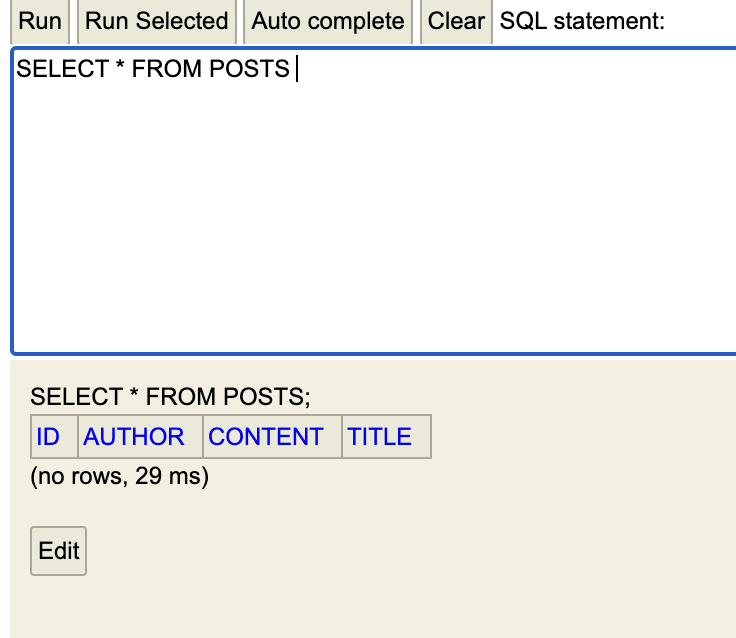 Run Run Selected Auto complete Clear SQL statement:
SELECT * FROM POSTS
SELECT * FROM POSTS;
ID AUTHOR CONTENT TITLE
(no rows, 29 ms)
Edit